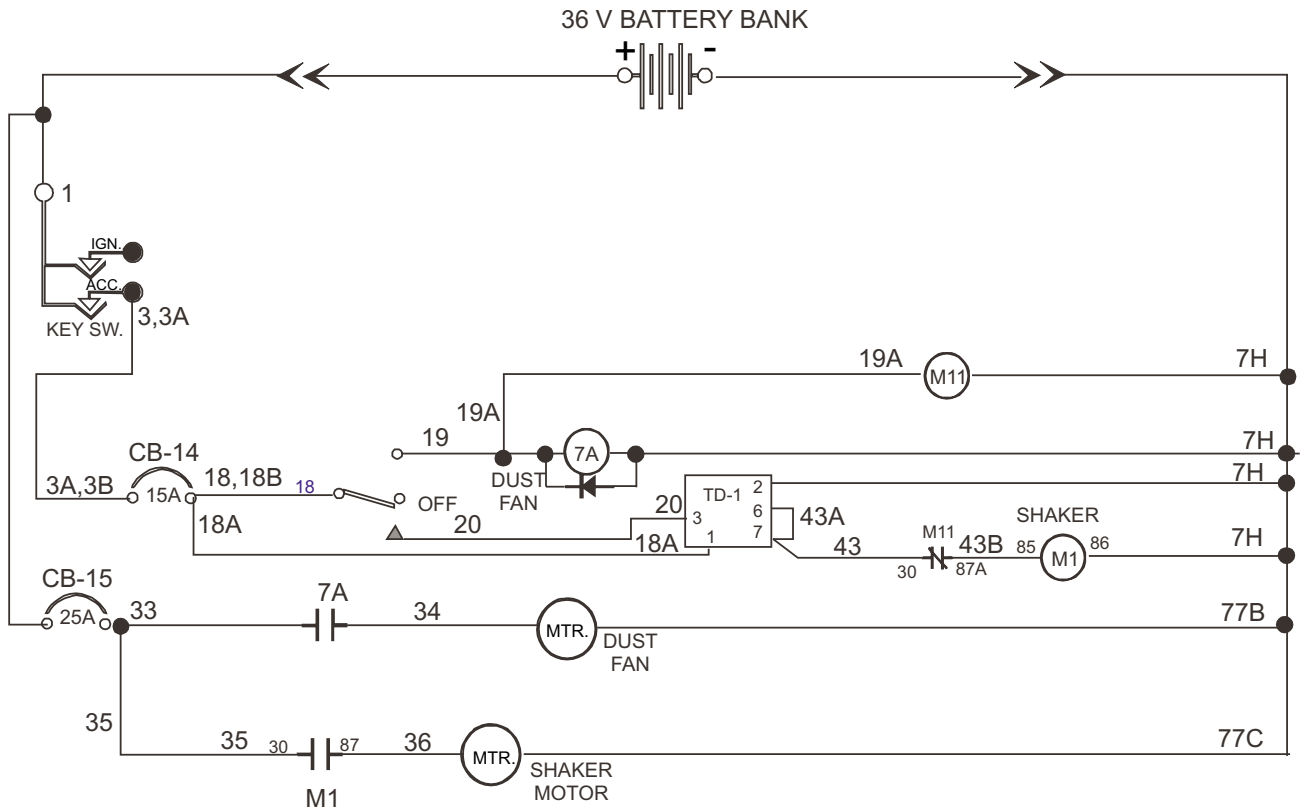 36 V BATTERY BANK
+ -
1
IGN.
ACC.
3,3A
KEY SW.
19A
M11
7H
19A
19
7A
7H
CB-14
DUST
FAN
7H
3A,3B
15A
18,18B
18
OFF
TD-1
2
20
20
3
6
43A
SHAKER
18A
18A
1
7
43
M11
43B
85
86
7H
30
87A
M1
CB-15
25A
33
7A
34
77B
MTR.
DUST
FAN
35
35
30
87
36
77C
MTR.
SHAKER
MOTOR
M1